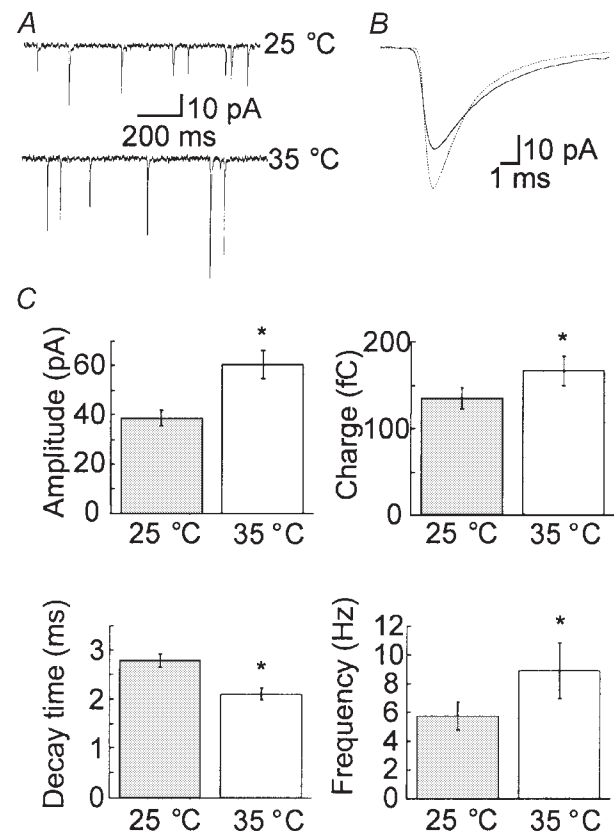 A
25 °C
10 pA
200 ms
35 °C
B
10 pA
1 ms
C
Amplitude (pA)
60
40
20
0
*
25 °C 35 °C
Charge (fC)
200
100
0
*
25 °C 35 °C
Decay time (ms)
3
2
1
0
*
25 °C 35 °C
Frequency (Hz)
12
10
8
6
4
2
0
*
25 °C 35 °C